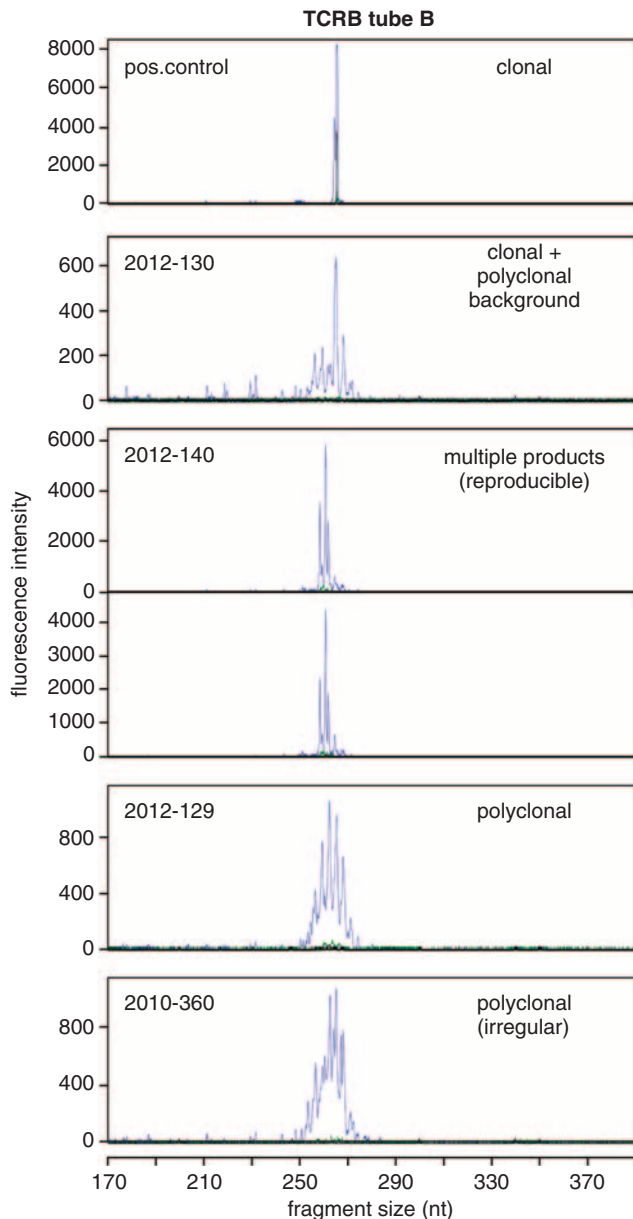 TCRB tube B
8000
pos.control
clonal
6000
4000
2000
0
2012-130
clonal +
polyclonal
background
600
400
200
0
6000
2012-140
multiple products
(reproducible)
4000
2000
0
4000
3000
2000
1000
0
2012-129
polyclonal
800
400
0
2010-360
polyclonal
(irregular)
800
400
0
170
210
250
290
330
370
fragment size (nt)
fluorescence intensity